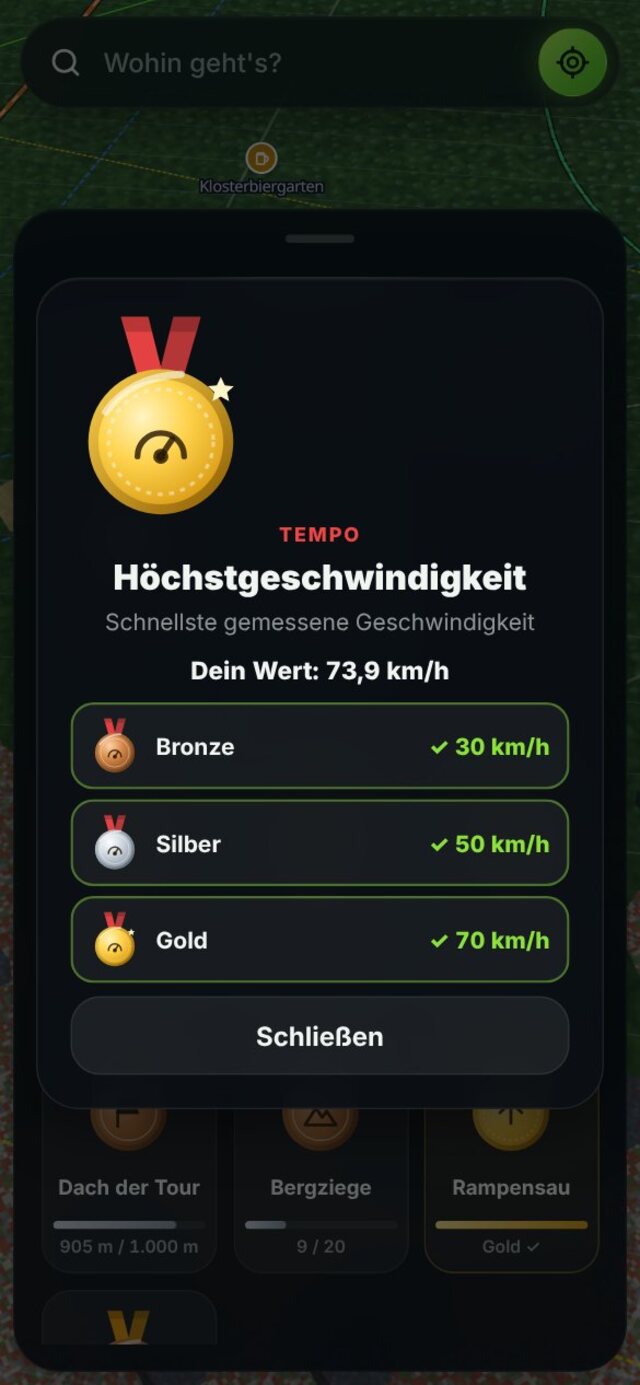 Wohin geht's?
Klosterbiergarten
TEMPO
Höchstgeschwindigkeit
Schnellste gemessene Geschwindigkeit
Dein Wert: 73,9 km/h
Bronze ✓ 30 km/h
Silber ✓ 50 km/h
Gold ✓ 70 km/h
Schließen
Dach der Tour Bergziege Rampensau
905 m / 1.000 m 9 / 20 Gold ✓